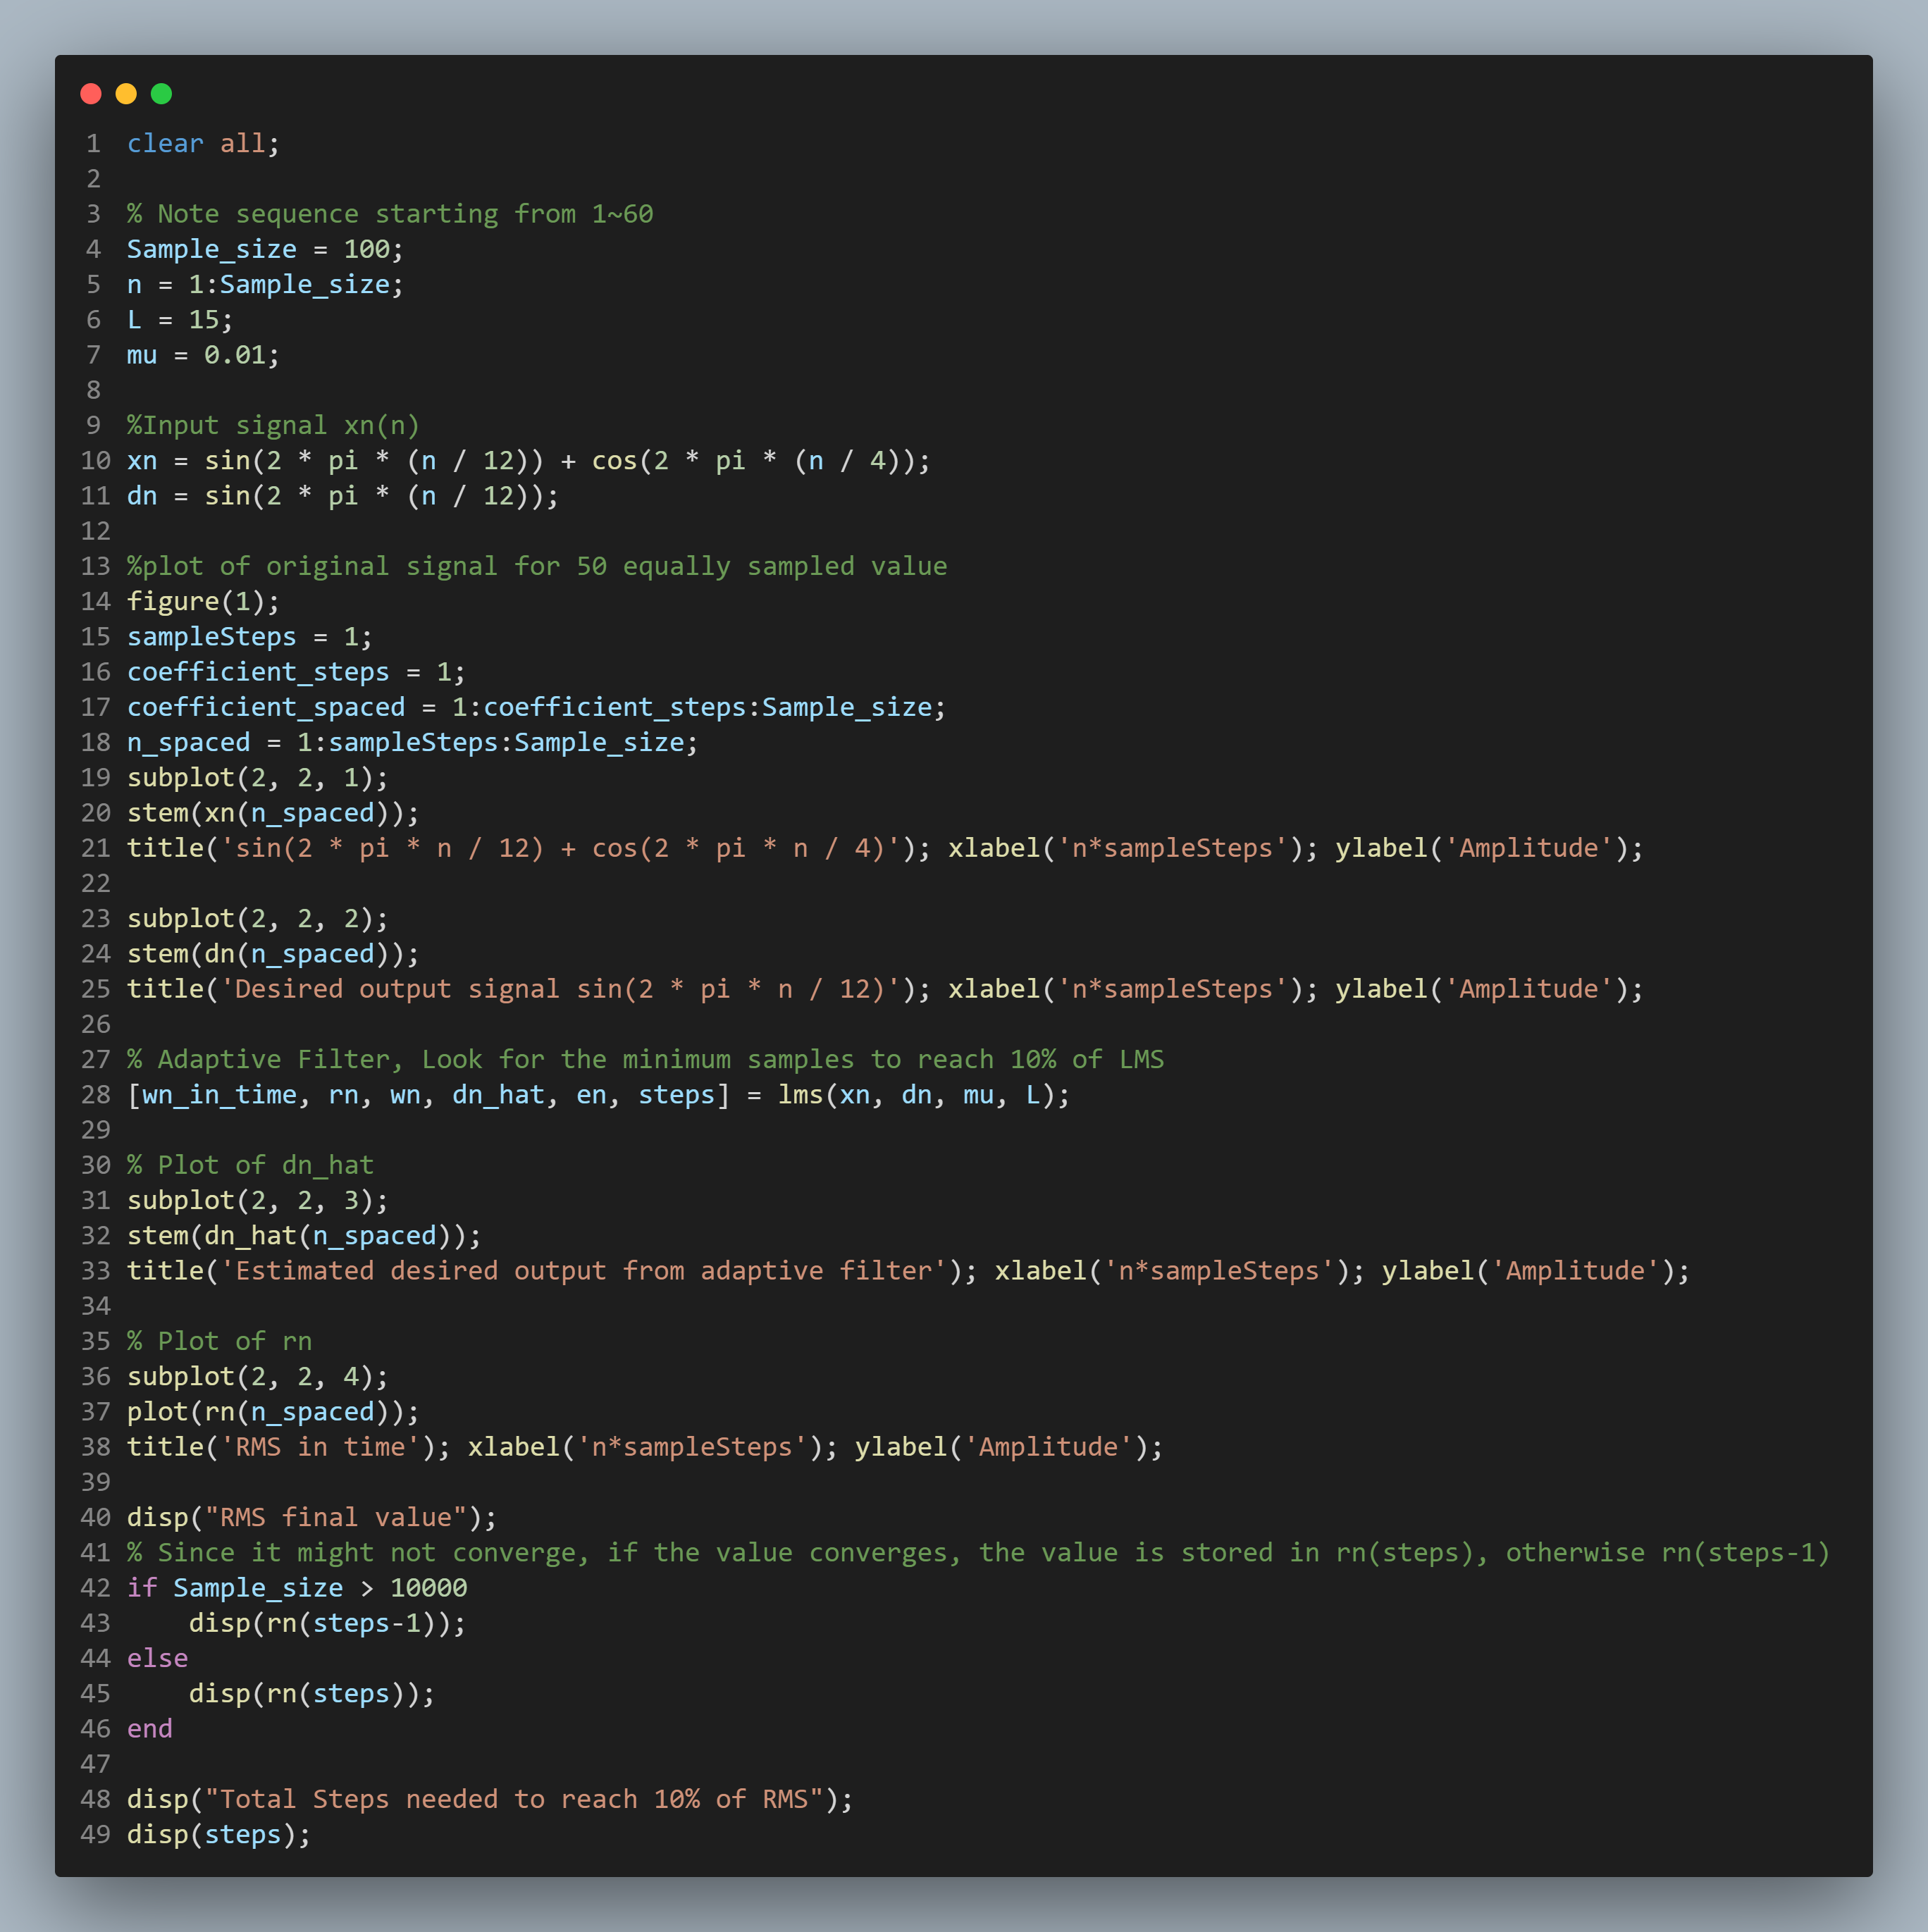 1 clear all;
2
3 % Note sequence starting from 1~60
4 Sample_size = 100;
5 n = 1:Sample_size;
6 L = 15;
7 mu = 0.01;
8
9 %Input signal xn(n)
10 xn = sin(2 * pi * (n / 12)) + cos(2 * pi * (n / 4));
11 dn = sin(2 * pi * (n / 12));
12
13 %plot of original signal for 50 equally sampled value
14 figure(1);
15 sampleSteps = 1;
16 coefficient_steps = 1;
17 coefficient_spaced = 1:coefficient_steps:Sample_size;
18 n_spaced = 1:sampleSteps:Sample_size;
19 subplot(2, 2, 1);
20 stem(xn(n_spaced));
21 title('sin(2 * pi * n / 12) + cos(2 * pi * n / 4)'); xlabel('n*sampleSteps'); ylabel('Amplitude');
22
23 subplot(2, 2, 2);
24 stem(dn(n_spaced));
25 title('Desired output signal sin(2 * pi * n / 12)'); xlabel('n*sampleSteps'); ylabel('Amplitude');
26
27 % Adaptive Filter, Look for the minimum samples to reach 10% of LMS
28 [wn_in_time, rn, wn, dn_hat, en, steps] = lms(xn, dn, mu, L);
29
30 % Plot of dn_hat
31 subplot(2, 2, 3);
32 stem(dn_hat(n_spaced));
33 title('Estimated desired output from adaptive filter'); xlabel('n*sampleSteps'); ylabel('Amplitude');
34
35 % Plot of rn
36 subplot(2, 2, 4);
37 plot(rn(n_spaced));
38 title('RMS in time'); xlabel('n*sampleSteps'); ylabel('Amplitude');
39
40 disp("RMS final value");
41 % Since it might not converge, if the value converges, the value is stored in rn(steps), otherwise rn(steps-1)
42 if Sample_size > 10000
43     disp(rn(steps-1));
44 else
45     disp(rn(steps));
46 end
47
48 disp("Total Steps needed to reach 10% of RMS");
49 disp(steps);